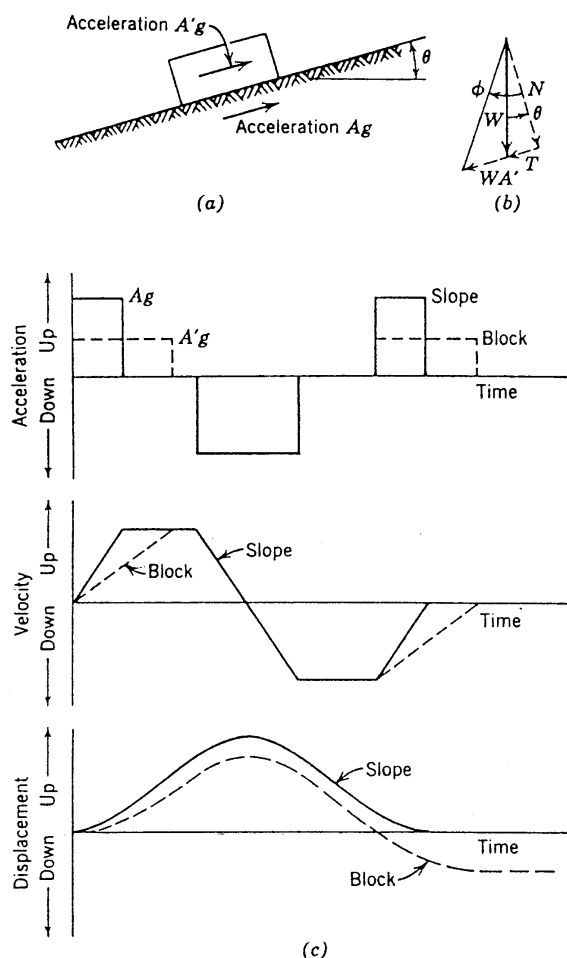 Acceleration A'g
θ
Acceleration Ag
(a)
ϕ
N
W
θ
WA'
T
(b)
Acceleration
Down Up
Ag
A'g
Slope
Block
Time
Velocity
Down Up
Block
Slope
Time
Displacement
Down Up
Slope
Time
Block
(c)